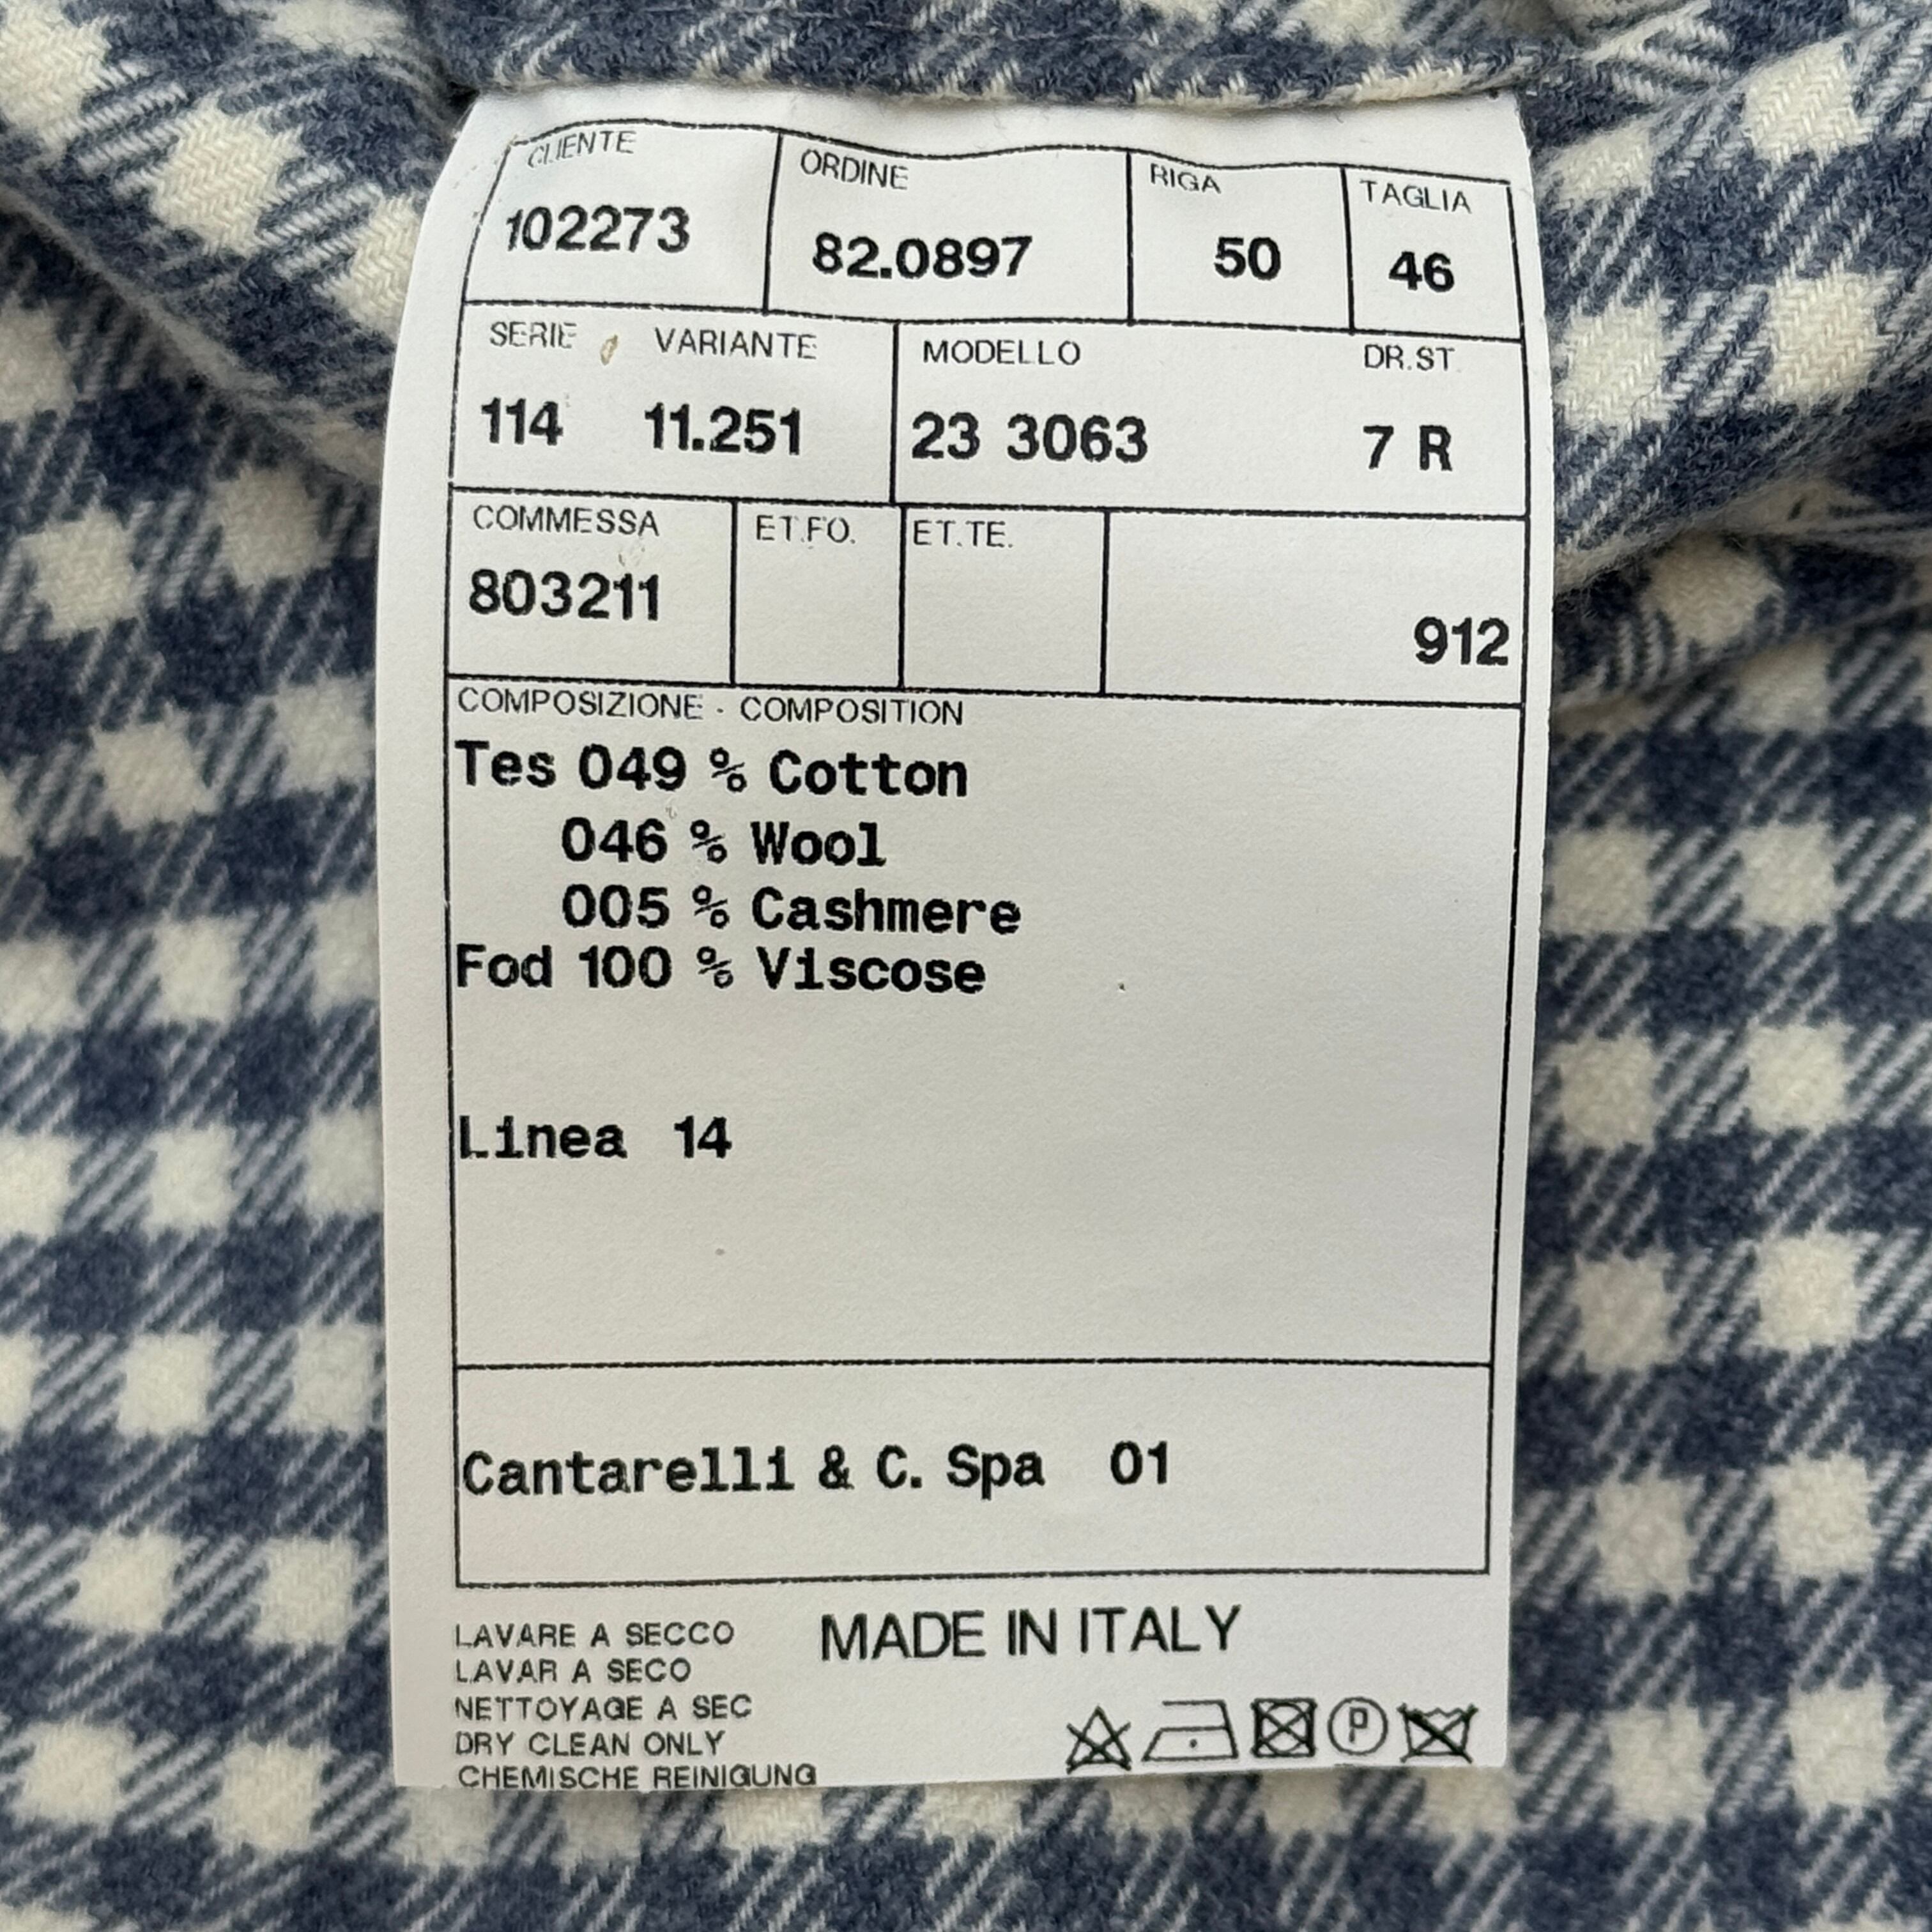 CLIENTE ORDINE RIGA TAGLIA
102273 82.0897 50 46
SERIE VARIANTE MODELLO DR.ST
114 11.251 23 3063 7 R
COMMESSA ET.FO. ET.TE.
803211
912
COMPOSIZIONE - COMPOSITION
Tes 049 % Cotton
046 % Wool
005 % Cashmere
Fod 100 % Viscose
Linea 14
Cantarelli & C. Spa 01
LAVARE A SECCO
LAVAR A SECO
NETTOYAGE A SEC
DRY CLEAN ONLY
CHEMISCHE REINIGUNG
MADE IN ITALY
P